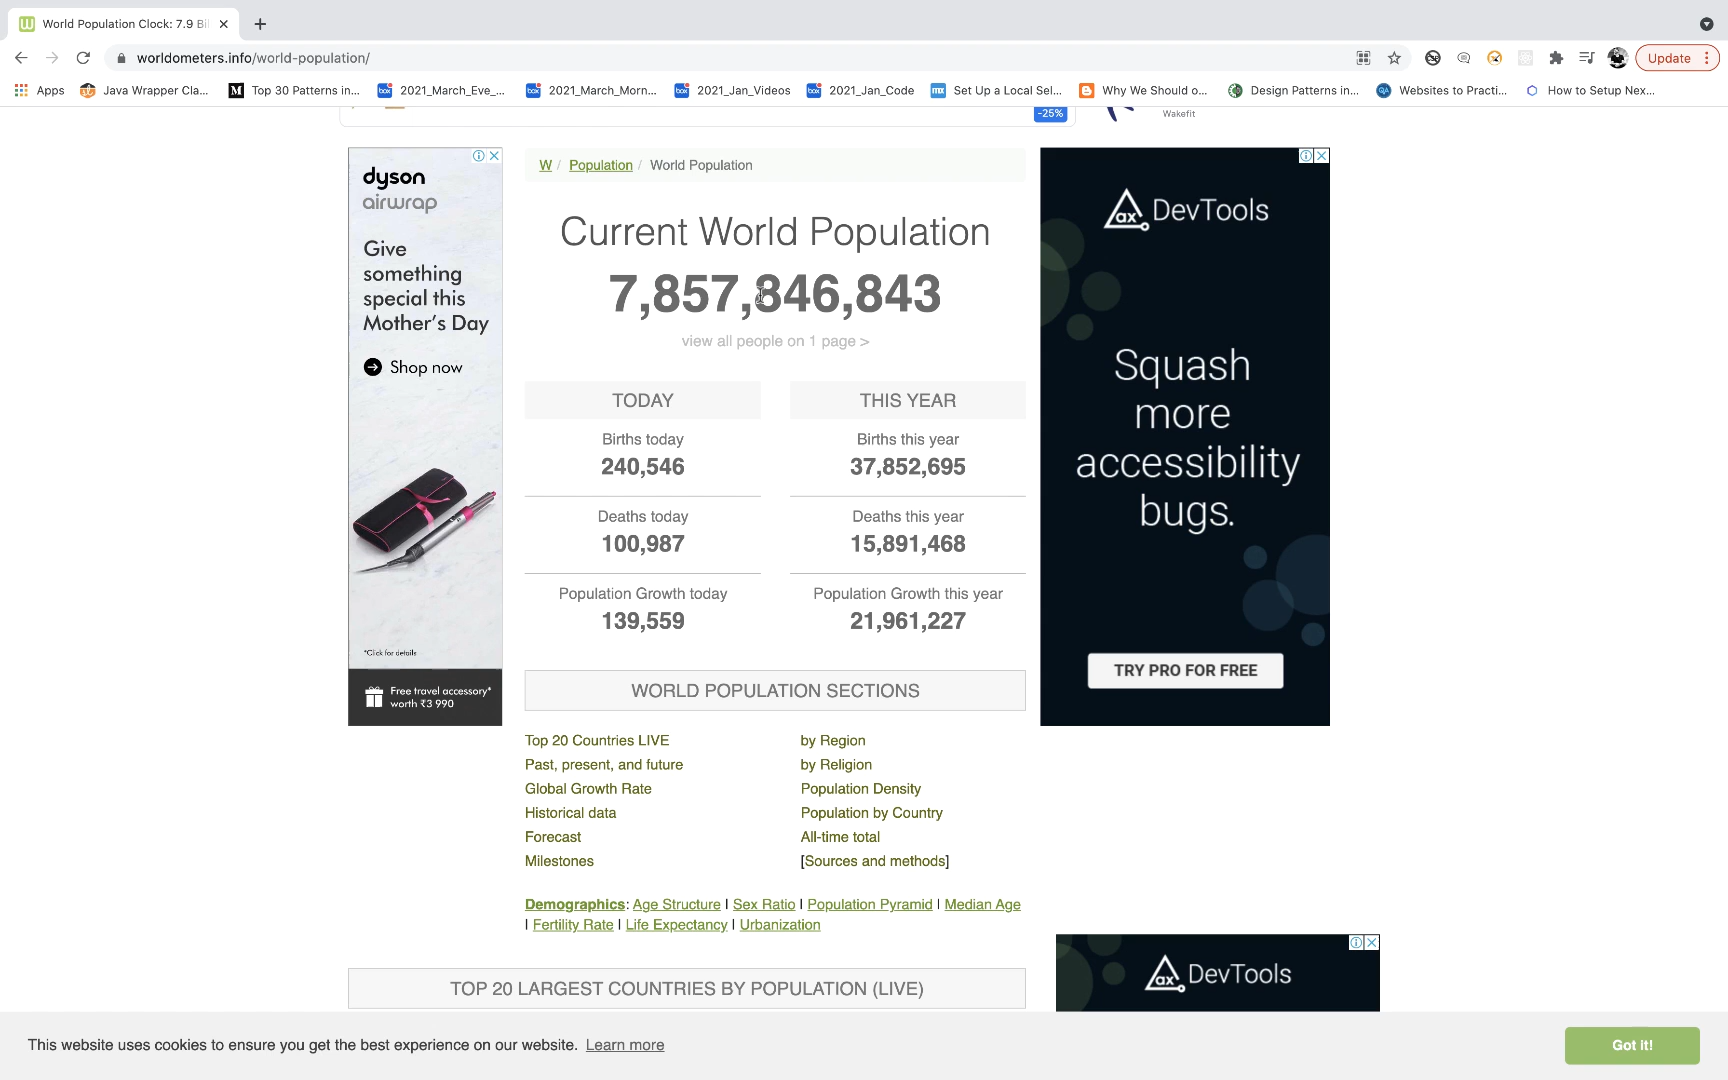 World Population Clock: 7.9 Bi
worldometers.info/world-population/
Update
Apps
Java Wrapper Cla...
Top 30 Patterns in...
2021_March_Eve_...
2021_March_Morn...
2021_Jan_Videos
2021_Jan_Code
Set Up a Local Sel...
Why We Should o...
Design Patterns in...
Websites to Practi...
How to Setup Nex...
-25%
Wakefit
dyson
airwrap
Give
something
special this
Mother's Day
Shop now
*Click for details
Free travel accessory*
worth ₹3 990
W / Population / World Population
Current World Population
7,857,846,843
view all people on 1 page >
TODAY
Births today
240,546
Deaths today
100,987
Population Growth today
139,559
THIS YEAR
Births this year
37,852,695
Deaths this year
15,891,468
Population Growth this year
21,961,227
WORLD POPULATION SECTIONS
Top 20 Countries LIVE
Past, present, and future
Global Growth Rate
Historical data
Forecast
Milestones
by Region
by Religion
Population Density
Population by Country
All-time total
[Sources and methods]
Demographics: Age Structure | Sex Ratio | Population Pyramid | Median Age
| Fertility Rate | Life Expectancy | Urbanization
TOP 20 LARGEST COUNTRIES BY POPULATION (LIVE)
ax DevTools
Squash
more
accessibility
bugs.
TRY PRO FOR FREE
ax DevTools
This website uses cookies to ensure you get the best experience on our website. Learn more
Got it!